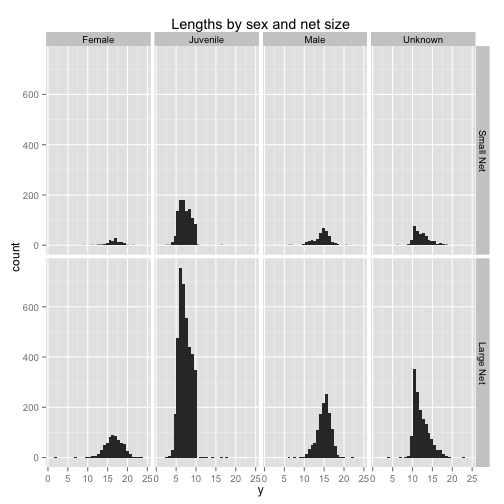 Lengths by sex and net size
Female Juvenile Male Unknown
600
400
200
0
Small Net
count
600
400
200
0
Large Net
0 5 10 15 20 25 0 5 10 15 20 25 0 5 10 15 20 25 0 5 10 15 20 25
y